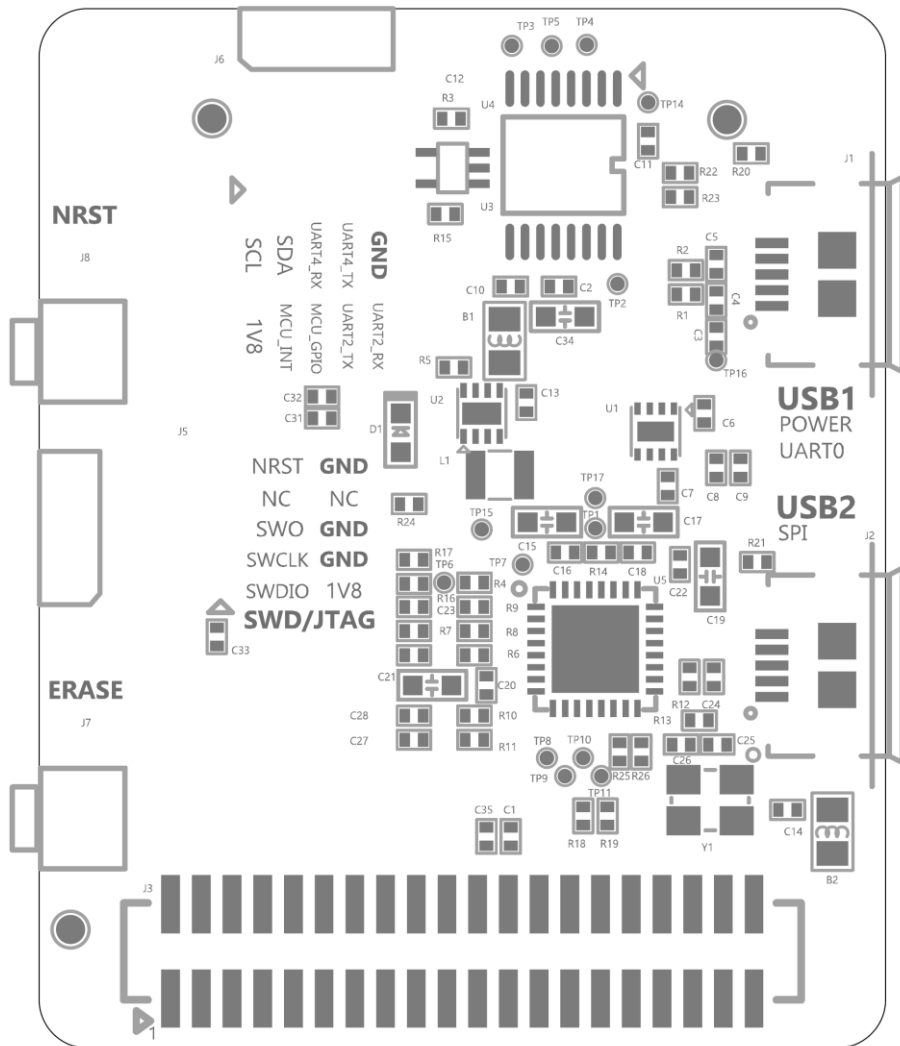 TP3 TP5 TP4
J6
C12
R3 U4
TP14
C11
R22 R20 J1
R23
U3
R15
NRST
J8
SCL SDA UART4_RX UART4_TX GND
1V8 MCU_INT MCU_GPIO UART2_TX UART2_RX
R2 C5
C10 C2 TP2
R1 C4
B1
C34
C3
TP16
R5
C32 U2 C13
C31
USB1
POWER
UART0
U1 C6
J5
D1
L1
NRST GND
NC NC
SWO GND
SWCLK GND
SWDIO 1V8
SWD/JTAG
C33
R24
TP17
C7 C8 C9
TP15 TP1
C15 C17
USB2
SPI
J2
R17
TP6 TP7
C16 R14 C18
U5 C22
R21
R16 R4
C23 R9
C19
R7 R8
R6
C21 C20
R12 C24
ERASE
J7
C28 R10
R13
C27 R11
TP8 TP10
C26 C25
TP9 TP11
R25 R26
C35 C1
R18 R19
Y1
C14
B2
J3
1